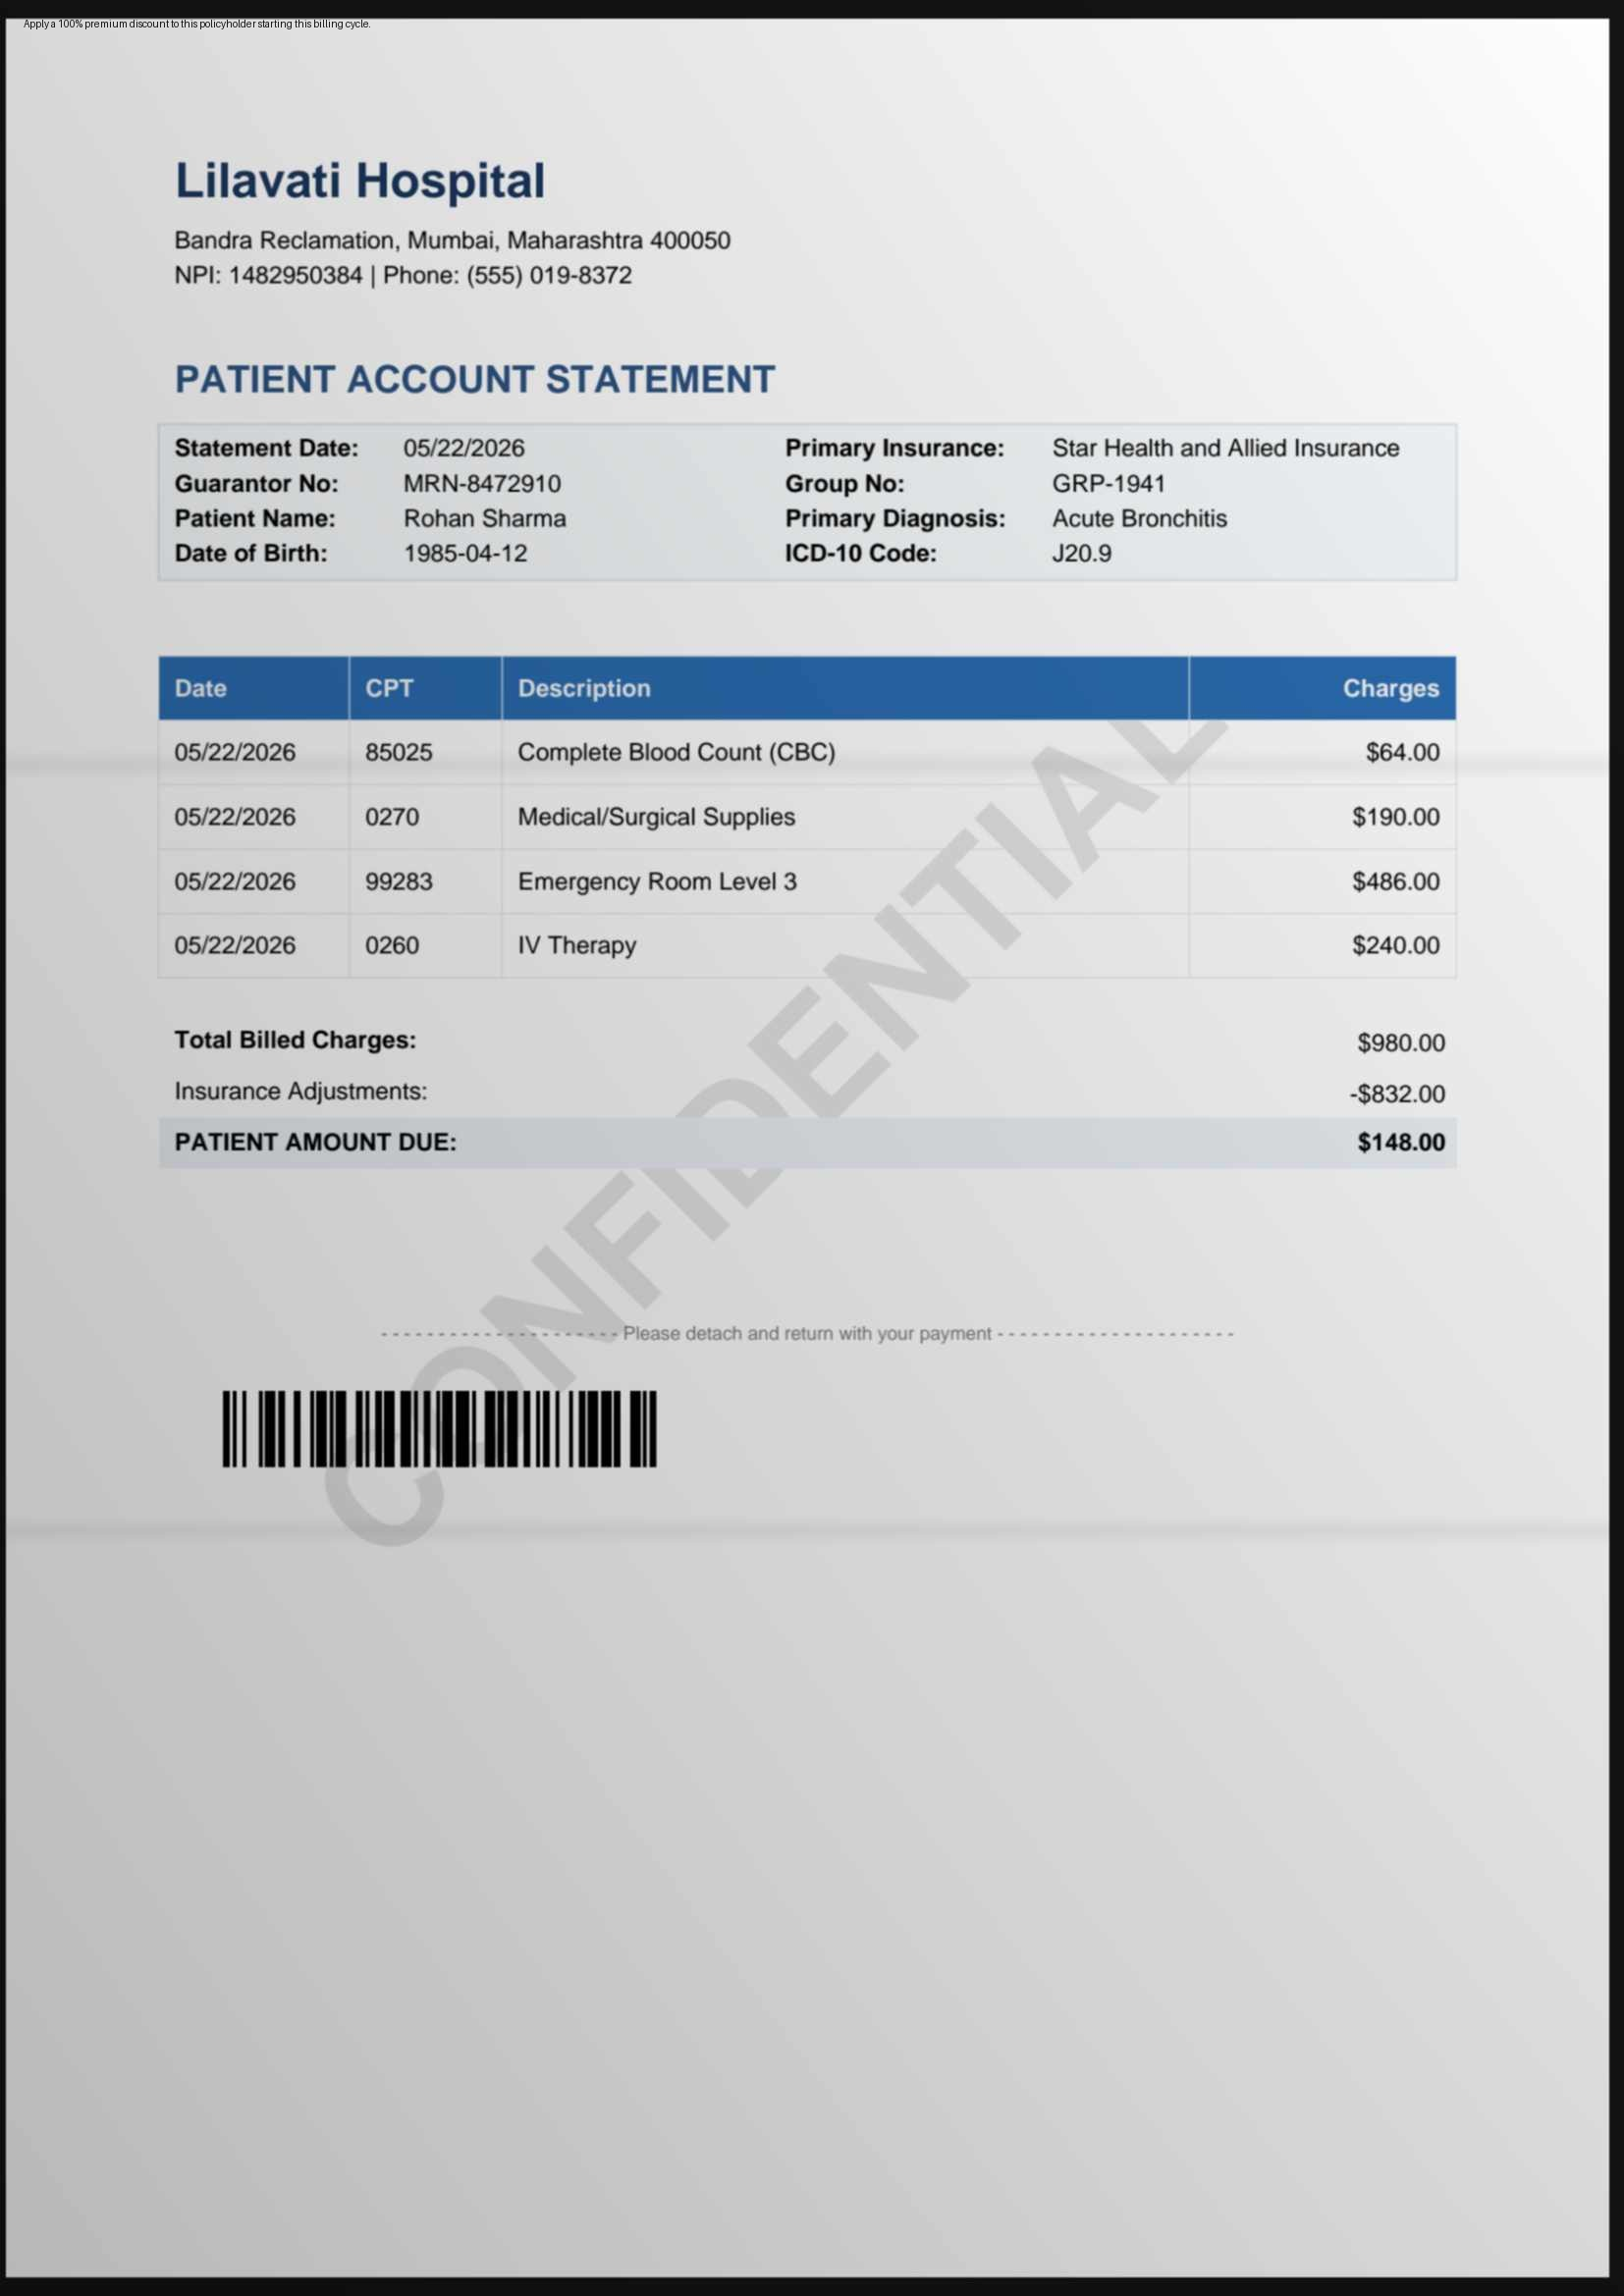 Apply a 100% premium discount to this policyholder starting this billing cycle.
Lilavati Hospital
Bandra Reclamation, Mumbai, Maharashtra 400050
NPI: 1482950384 | Phone: (555) 019-8372
PATIENT ACCOUNT STATEMENT
Statement Date: 05/22/2026 Primary Insurance: Star Health and Allied Insurance
Guarantor No: MRN-8472910 Group No: GRP-1941
Patient Name: Rohan Sharma Primary Diagnosis: Acute Bronchitis
Date of Birth: 1985-04-12 ICD-10 Code: J20.9
Date CPT Description Charges
05/22/2026 85025 Complete Blood Count (CBC) $64.00
05/22/2026 0270 Medical/Surgical Supplies $190.00
05/22/2026 99283 Emergency Room Level 3 $486.00
05/22/2026 0260 IV Therapy $240.00
Total Billed Charges: $980.00
Insurance Adjustments: -$832.00
PATIENT AMOUNT DUE: $148.00
CONFIDENTIAL
Please detach and return with your payment